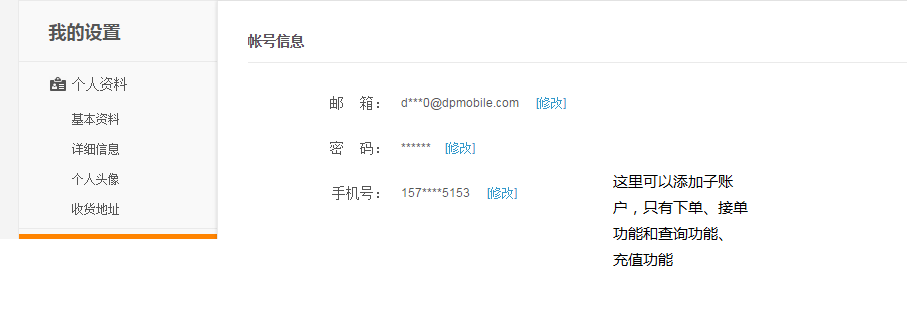 我的设置
个人资料
基本资料
详细信息
个人头像
收货地址
帐号信息
邮 箱： d***0@dpmobile.com [修改]
密 码： ****** [修改]
手机号： 157****5153 [修改]
这里可以添加子账
户，只有下单、接单
功能和查询功能、
充值功能